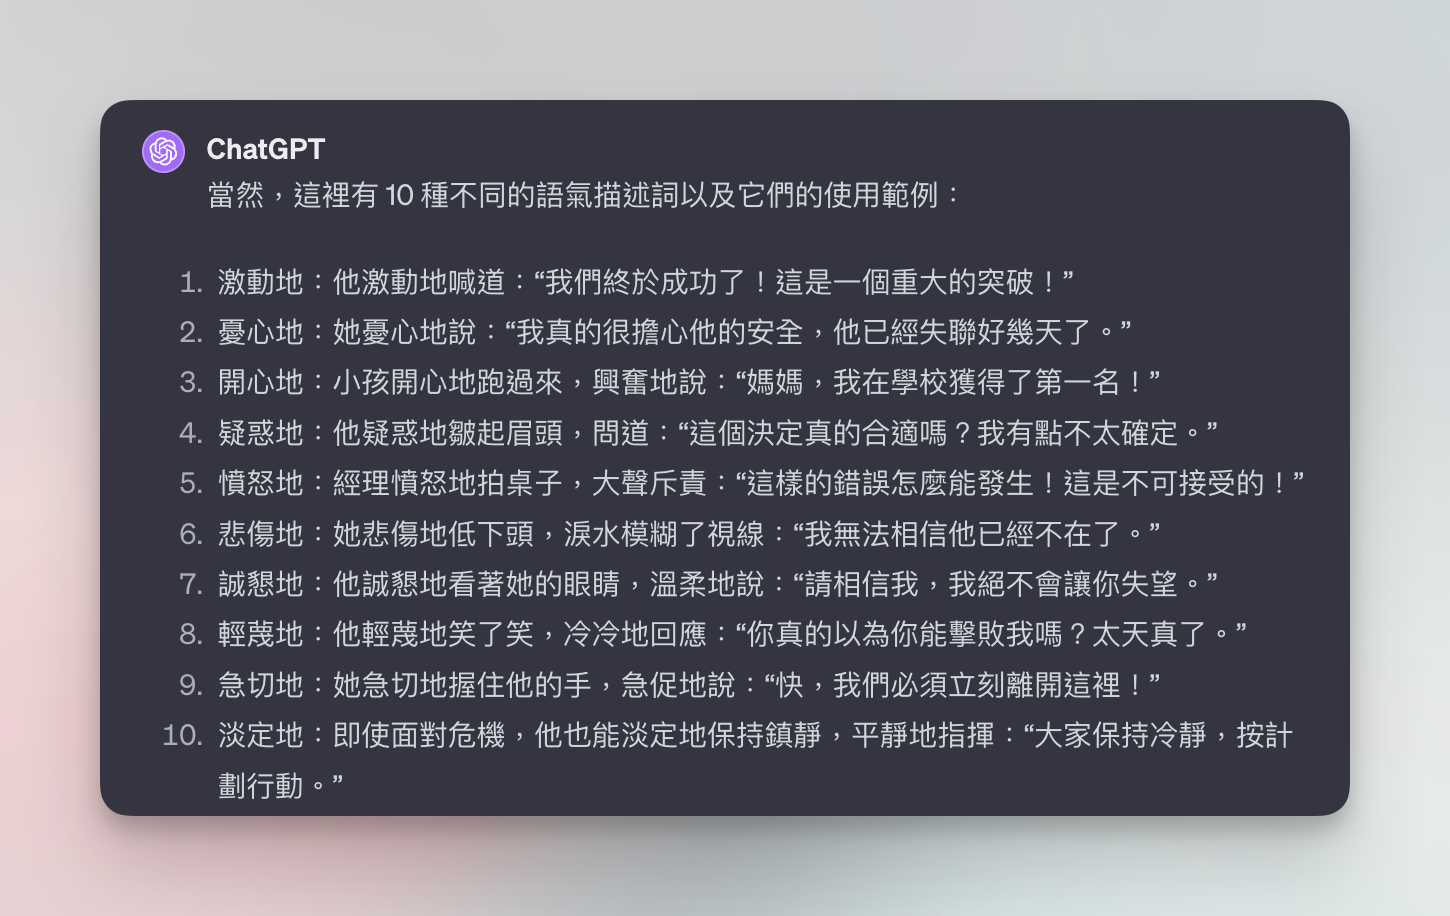 ChatGPT
當然，這裡有 10 種不同的語氣描述詞以及它們的使用範例：
1. 激動地：他激動地喊道：“我們終於成功了！這是一個重大的突破！”
2. 憂心地：她憂心地說：“我真的很擔心他的安全，他已經失聯好幾天了。”
3. 開心地：小孩開心地跑過來，興奮地說：“媽媽，我在學校獲得了第一名！”
4. 疑惑地：他疑惑地皺起眉頭，問道：“這個決定真的合適嗎？我有點不太確定。”
5. 憤怒地：經理憤怒地拍桌子，大聲斥責：“這樣的錯誤怎麼能發生！這是不可接受的！”
6. 悲傷地：她悲傷地低下頭，淚水模糊了視線：“我無法相信他已經不在了。”
7. 誠懇地：他誠懇地看著她的眼睛，溫柔地說：“請相信我，我絕不會讓你失望。”
8. 輕蔑地：他輕蔑地笑了笑，冷冷地回應：“你真的以為你能擊敗我嗎？太天真了。”
9. 急切地：她急切地握住他的手，急促地說：“快，我們必須立刻離開這裡！”
10. 淡定地：即使面對危機，他也能淡定地保持鎮靜，平靜地指揮：“大家保持冷靜，按計
劃行動。”